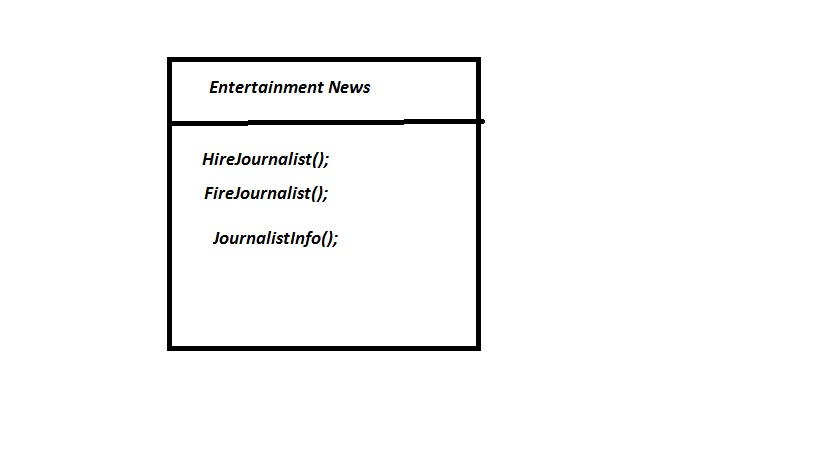 Entertainment News
HireJournalist();
FireJournalist();
JournalistInfo();